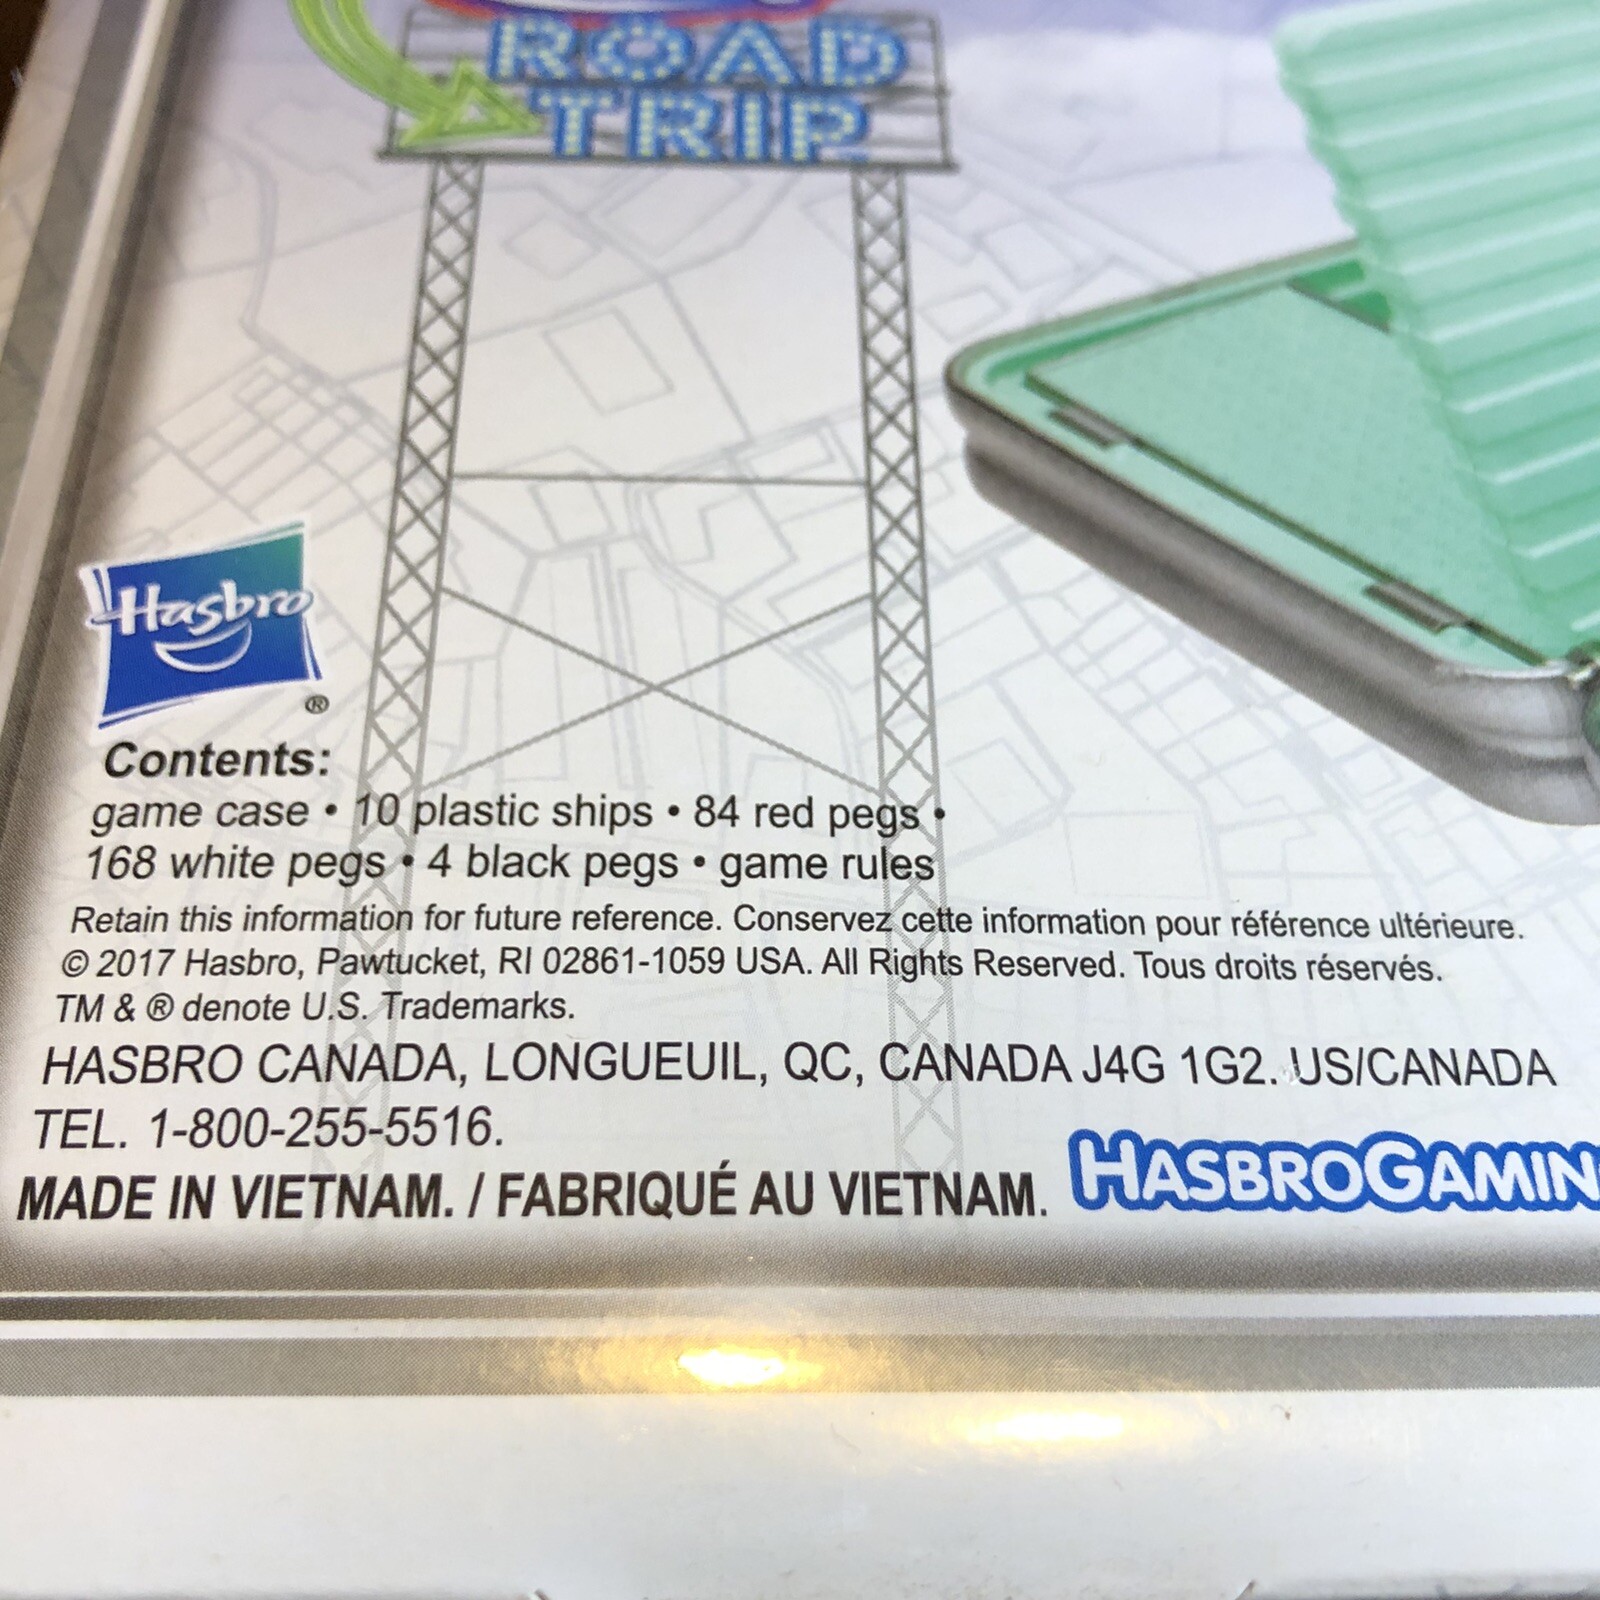 ROAD
TRIP
Hasbro
®
Contents:
game case • 10 plastic ships • 84 red pegs •
168 white pegs • 4 black pegs • game rules
Retain this information for future reference. Conservez cette information pour référence ultérieure.
© 2017 Hasbro, Pawtucket, RI 02861-1059 USA. All Rights Reserved. Tous droits réservés.
TM & ® denote U.S. Trademarks.
HASBRO CANADA, LONGUEUIL, QC, CANADA J4G 1G2. US/CANADA
TEL. 1-800-255-5516.
MADE IN VIETNAM. / FABRIQUÉ AU VIETNAM.
HASBROGAMIN